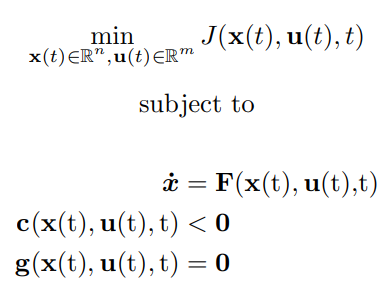 min J(𝐱(t), 𝐮(t), t)
𝐱(t)∈ℝⁿ,𝐮(t)∈ℝᵐ
subject to
𝒙̇ = 𝐅(𝐱(t), 𝐮(t),t)
𝐜(𝐱(t), 𝐮(t), t) < 𝟎
𝐠(𝐱(t), 𝐮(t), t) = 𝟎